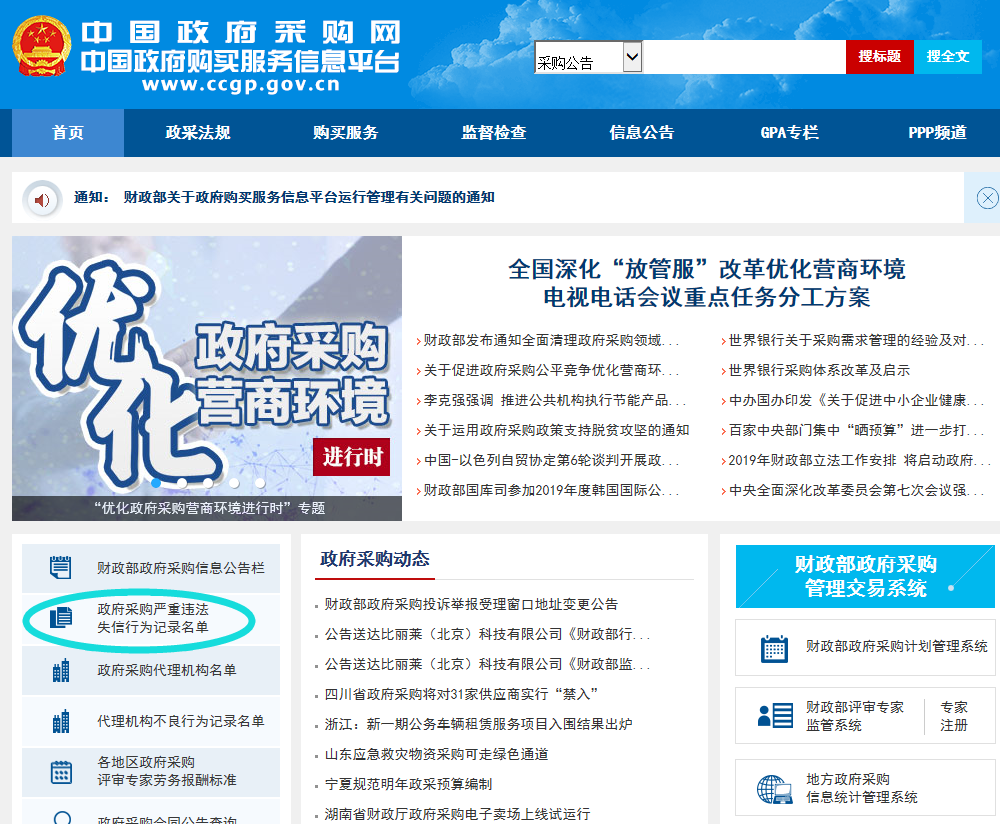 中国政府采购网
中国政府购买服务信息平台
www.ccgp.gov.cn
采购公告
搜标题
搜全文
首页
政采法规
购买服务
监督检查
信息公告
GPA专栏
PPP频道
通知： 财政部关于政府购买服务信息平台运行管理有关问题的通知
优化
政府采购
营商环境
进行时
“优化政府采购营商环境进行时”专题
全国深化“放管服”改革优化营商环境
电视电话会议重点任务分工方案
财政部发布通知全面清理政府采购领域...
关于促进政府采购公平竞争优化营商环...
李克强强调 推进公共机构执行节能产品...
关于运用政府采购政策支持脱贫攻坚的通知
中国-以色列自贸协定第6轮谈判开展政...
财政部国库司参加2019年度韩国国际公...
世界银行关于采购需求管理的经验及对...
世界银行采购体系改革及启示
中办国办印发《关于促进中小企业健康...
百家中央部门集中“晒预算”进一步打...
2019年财政部立法工作安排 将启动政府...
中央全面深化改革委员会第七次会议强...
财政部政府采购信息公告栏
政府采购严重违法
失信行为记录名单
政府采购代理机构名单
代理机构不良行为记录名单
各地区政府采购
评审专家劳务报酬标准
政府采购合同公告查询
政府采购动态
财政部政府采购投诉举报受理窗口地址变更公告
公告送达比丽莱（北京）科技有限公司《财政部行...
公告送达比丽莱（北京）科技有限公司《财政部监...
四川省政府采购将对31家供应商实行“禁入”
浙江：新一期公务车辆租赁服务项目入围结果出炉
山东应急救灾物资采购可走绿色通道
宁夏规范明年政采预算编制
湖南省财政厅政府采购电子卖场上线试运行
财政部政府采购
管理交易系统
财政部政府采购计划管理系统
财政部评审专家
监管系统
专家
注册
地方政府采购
信息统计管理系统